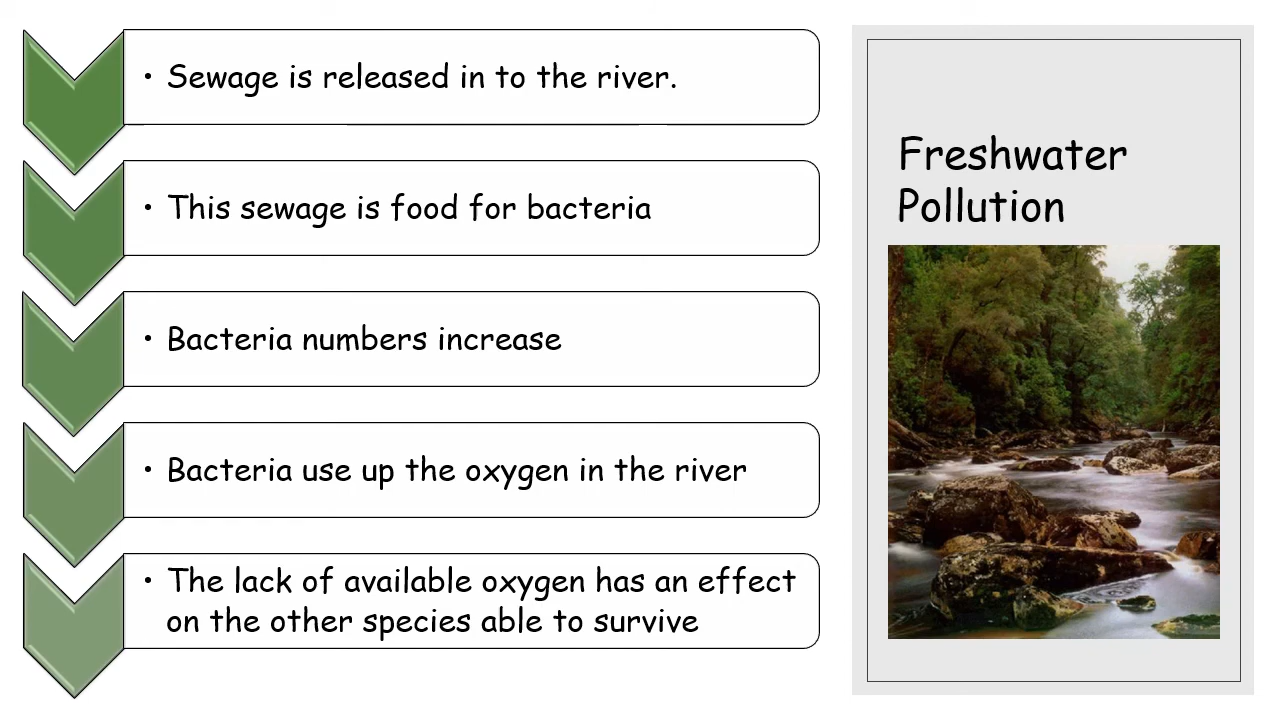 • Sewage is released in to the river.
• This sewage is food for bacteria
• Bacteria numbers increase
• Bacteria use up the oxygen in the river
• The lack of available oxygen has an effect
on the other species able to survive
Freshwater
Pollution